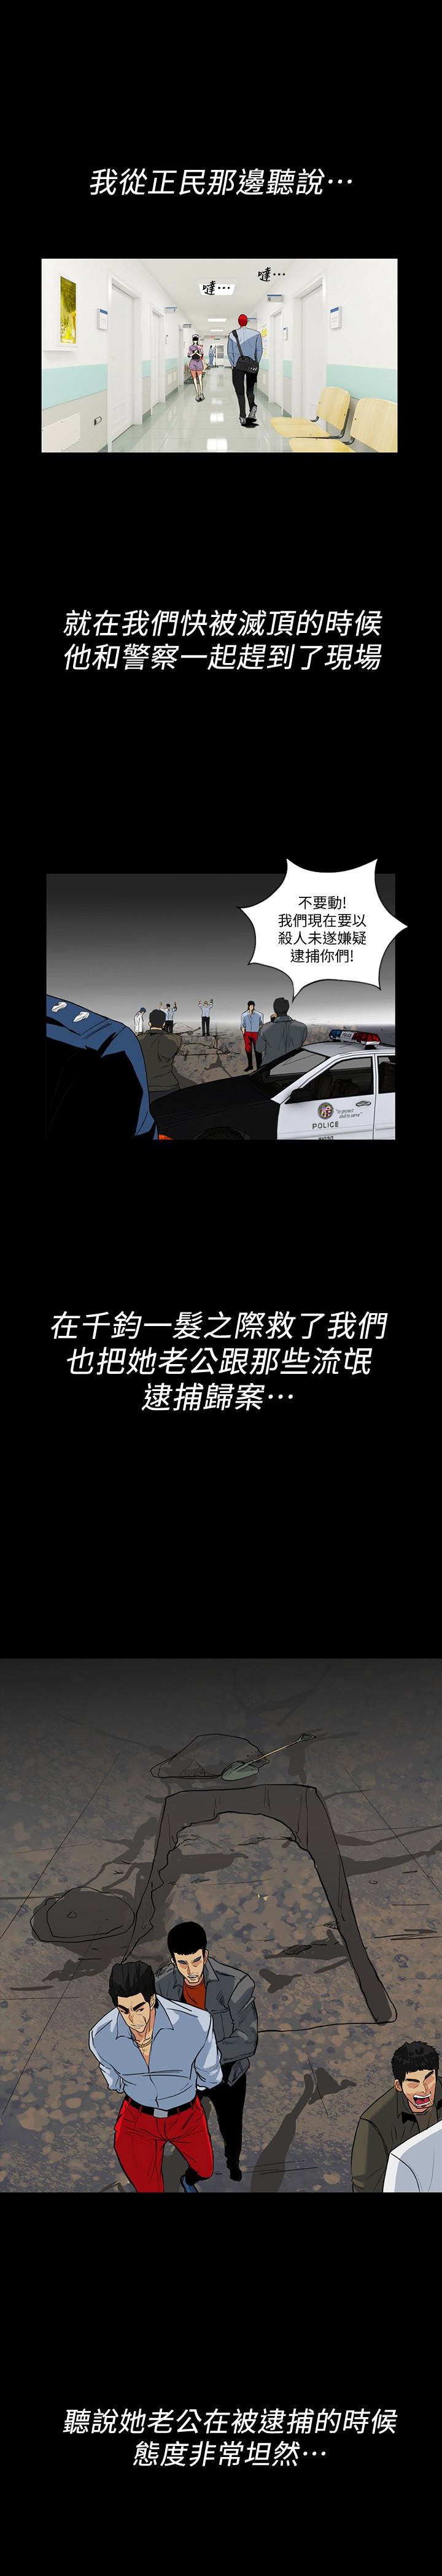 我從正民那邊聽說⋯
噠⋯
噠⋯
就在我們快被滅頂的時候
他和警察一起趕到了現場
不要動!
我們現在要以
殺人未遂嫌疑
逮捕你們!
"to protect
and to serve"
POLICE
在千鈞一髮之際救了我們
也把她老公跟那些流氓
逮捕歸案⋯
聽說她老公在被逮捕的時候
態度非常坦然⋯